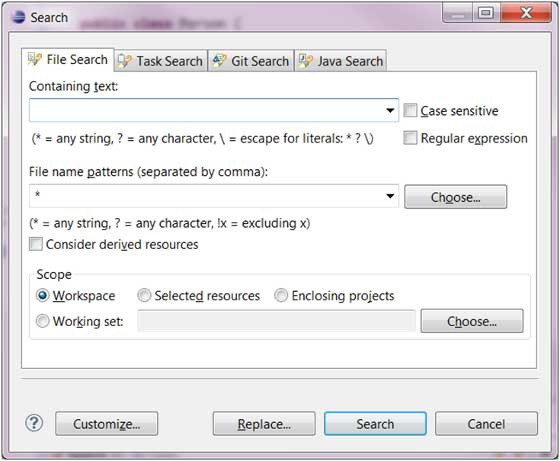 Search
public class Person {
File Search
Task Search
Git Search
Java Search
Containing text:
Case sensitive
(* = any string, ? = any character, \ = escape for literals: * ? \)
Regular expression
File name patterns (separated by comma):
*
Choose...
(* = any string, ? = any character, !x = excluding x)
Consider derived resources
Scope
Workspace
Selected resources
Enclosing projects
Working set:
Choose...
?
Customize...
Replace...
Search
Cancel